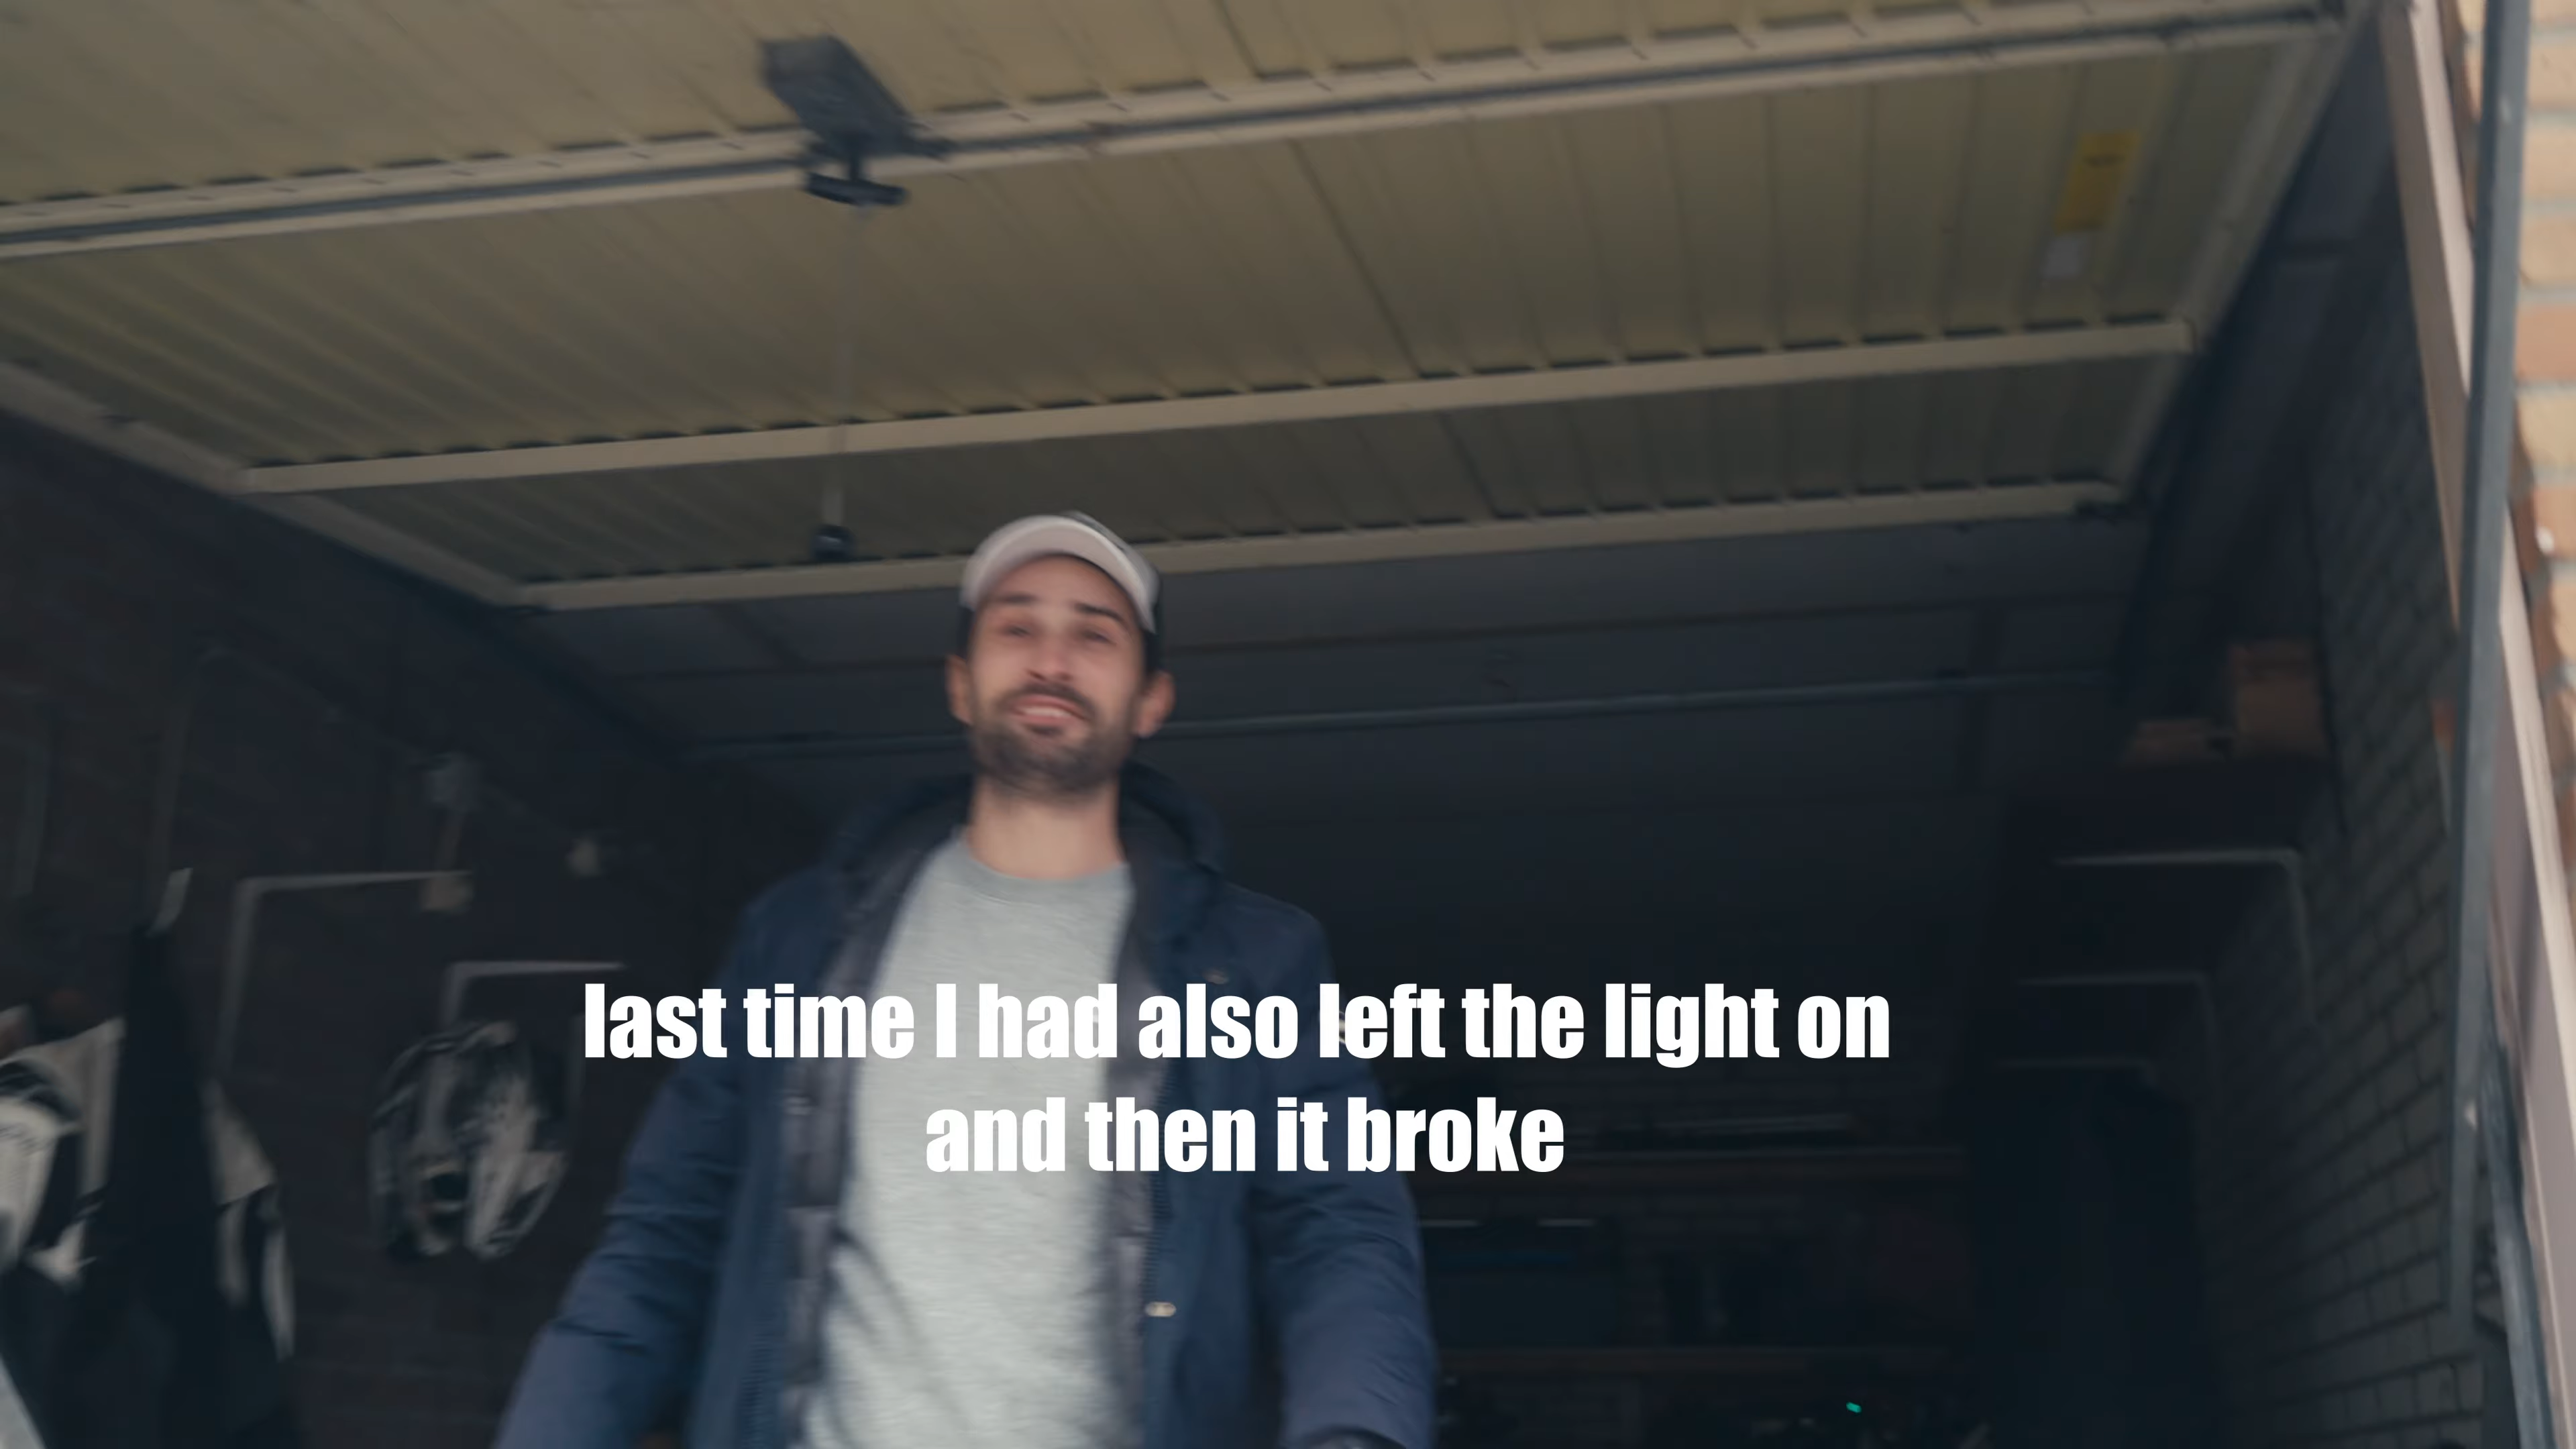 last time I had also left the light on
and then it broke